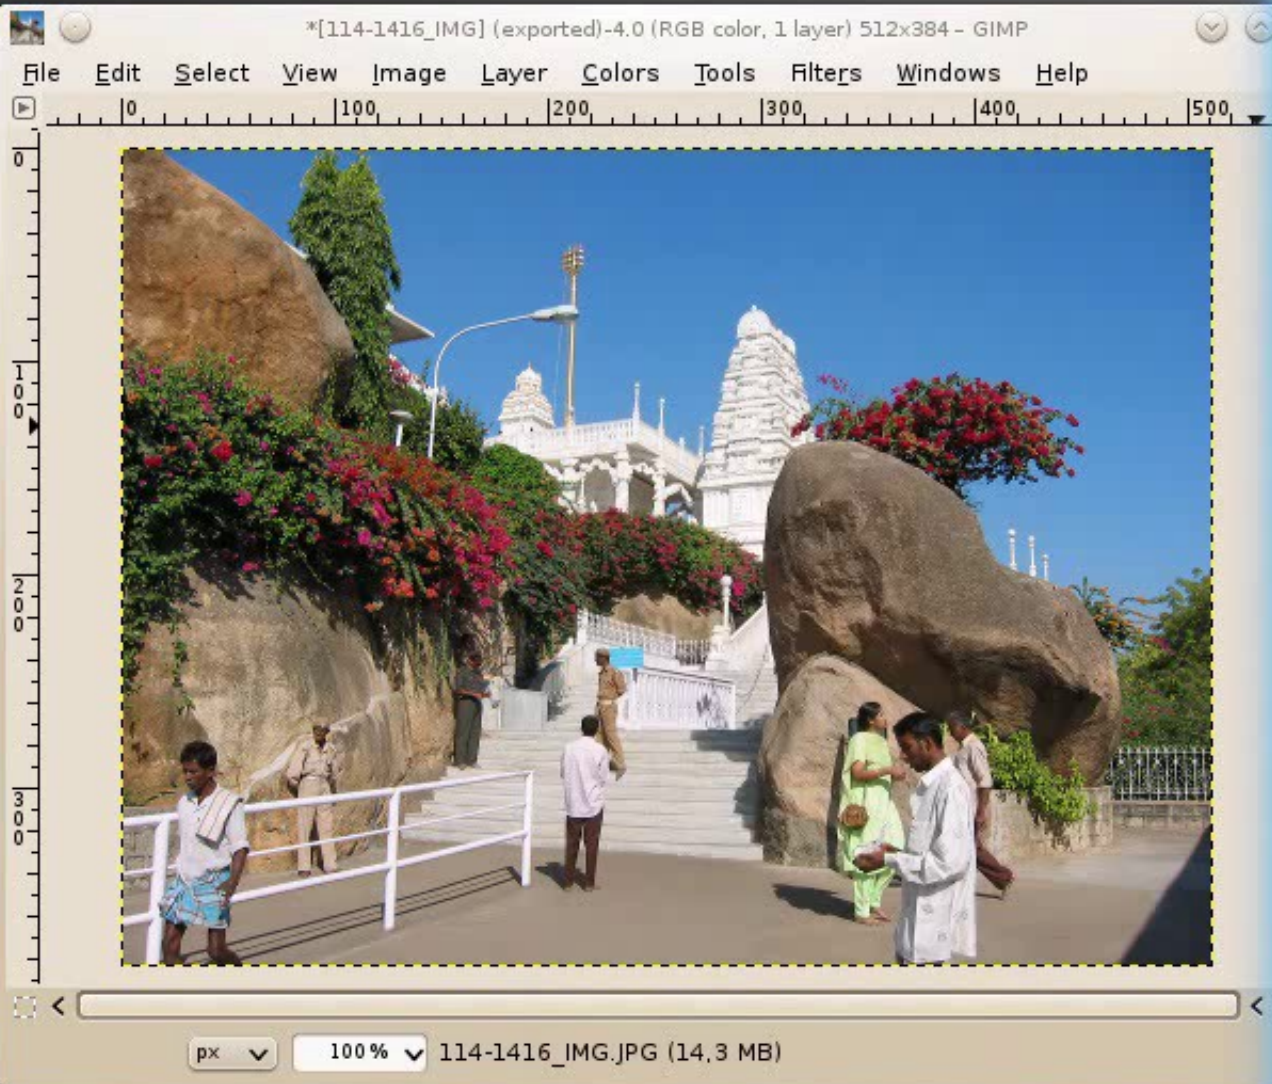 *[114-1416_IMG] (exported)-4.0 (RGB color, 1 layer) 512x384 – GIMP
File Edit Select View Image Layer Colors Tools Filters Windows Help
0 100 200 300 400 500
0
100
200
300
px 100% 114-1416_IMG.JPG (14,3 MB)